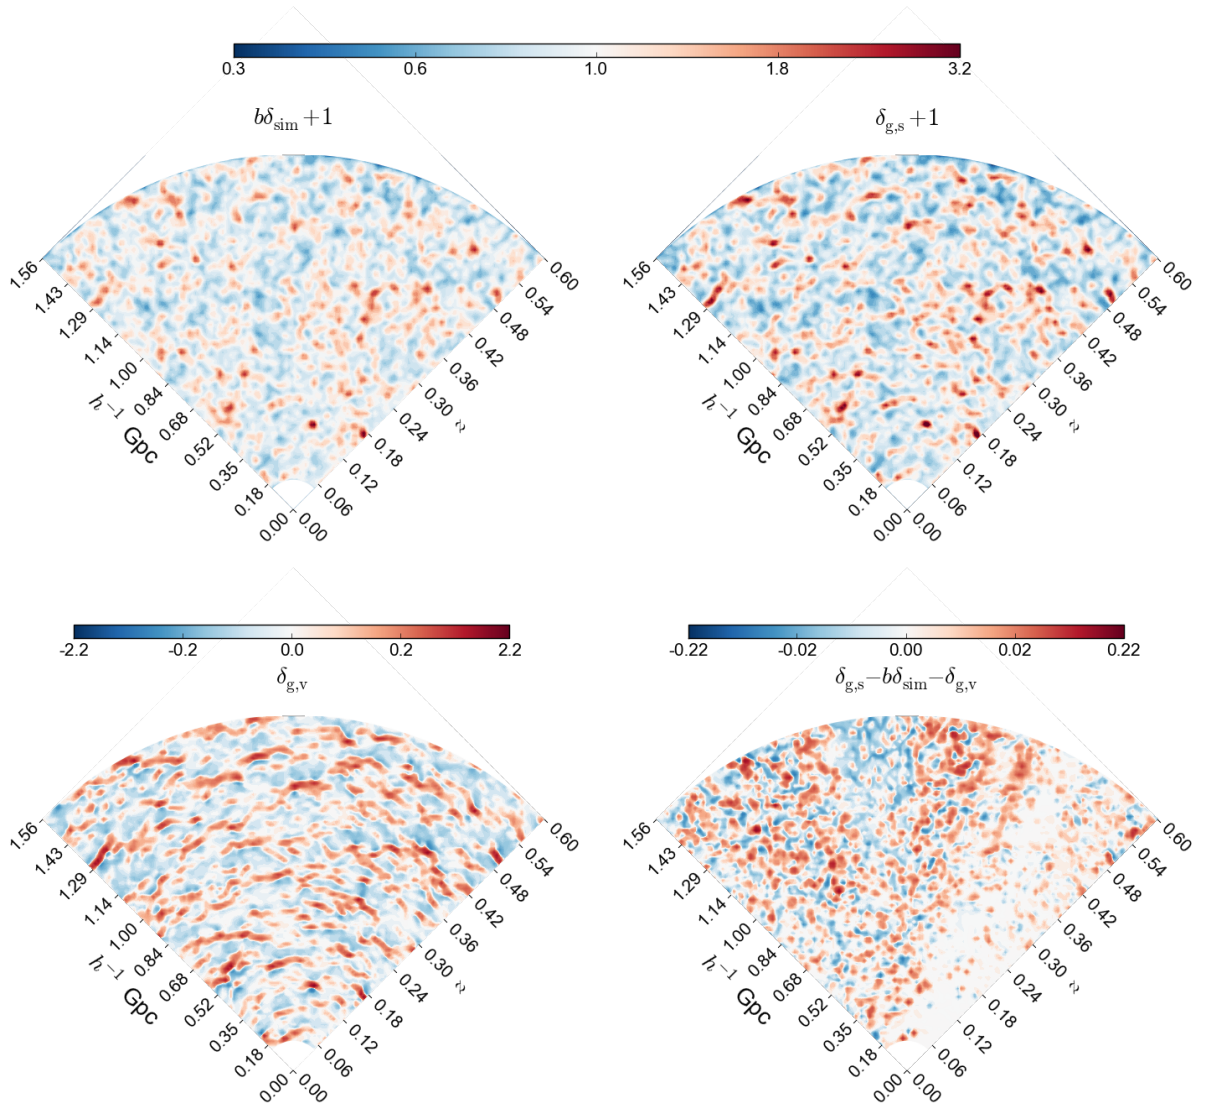 0.3 0.6 1.0 1.8 3.2
bδ_sim + 1
δ_g,s + 1
1.56 1.43 1.29 1.14 1.00 0.84 0.68 0.52 0.35 0.18 0.00
h⁻¹ Gpc
0.00 0.06 0.12 0.18 0.24 0.30 0.36 0.42 0.48 0.54 0.60
z
1.56 1.43 1.29 1.14 1.00 0.84 0.68 0.52 0.35 0.18 0.00
h⁻¹ Gpc
0.00 0.06 0.12 0.18 0.24 0.30 0.36 0.42 0.48 0.54 0.60
z
-2.2 -0.2 0.0 0.2 2.2
δ_g,v
1.56 1.43 1.29 1.14 1.00 0.84 0.68 0.52 0.35 0.18 0.00
h⁻¹ Gpc
0.00 0.06 0.12 0.18 0.24 0.30 0.36 0.42 0.48 0.54 0.60
z
-0.22 -0.02 0.00 0.02 0.22
δ_g,s−bδ_sim−δ_g,v
1.56 1.43 1.29 1.14 1.00 0.84 0.68 0.52 0.35 0.18 0.00
h⁻¹ Gpc
0.00 0.06 0.12 0.18 0.24 0.30 0.36 0.42 0.48 0.54 0.60
z